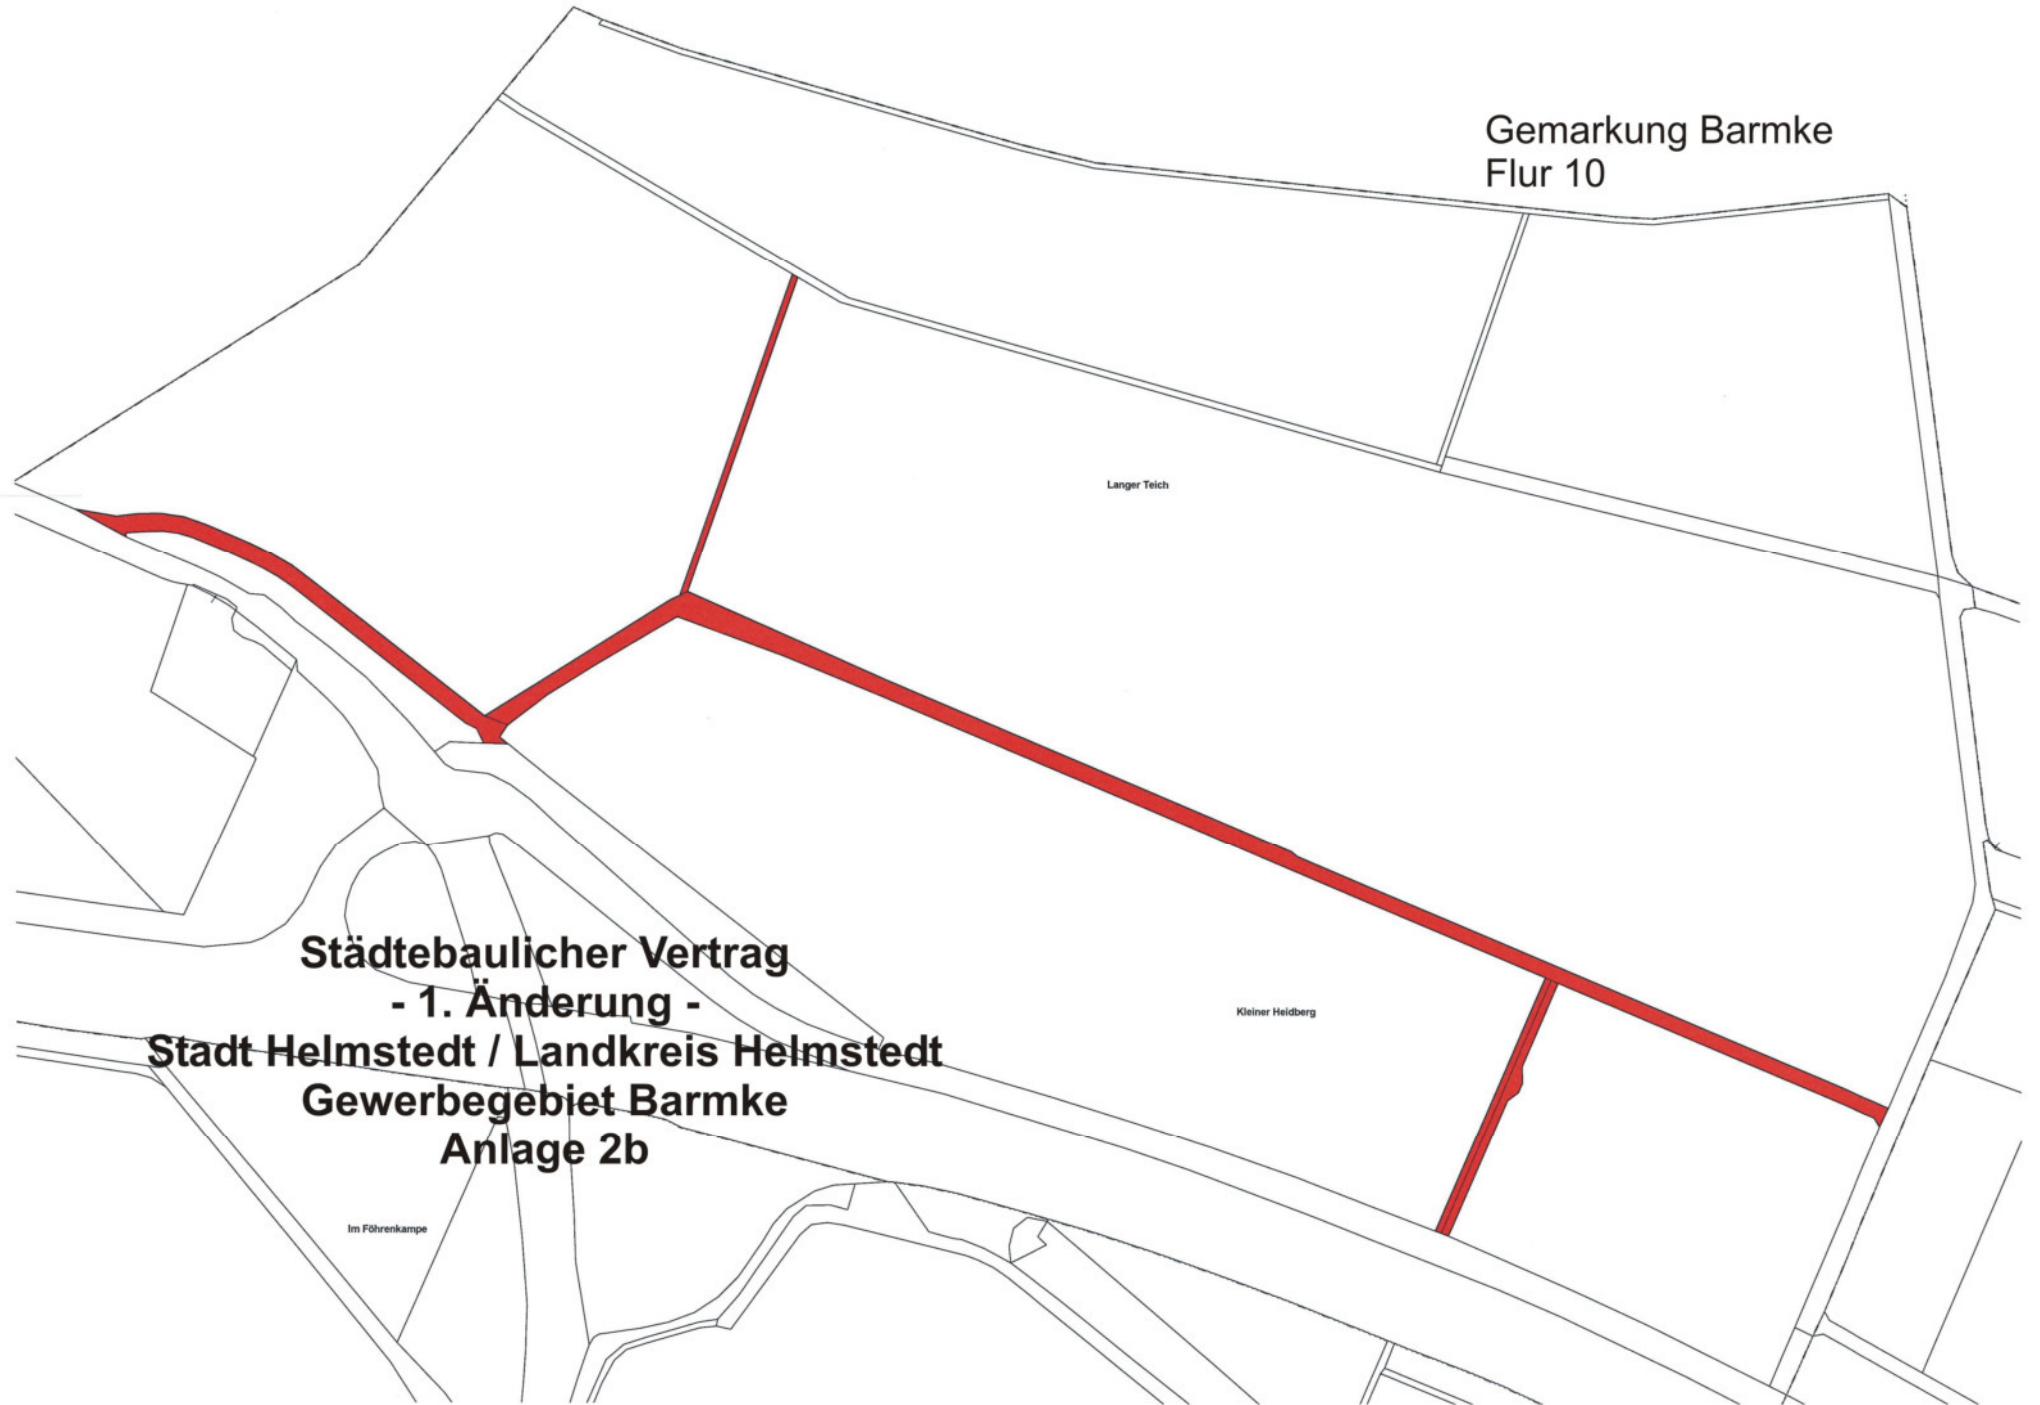 Gemarkung Barmke
Flur 10
Langer Teich
Kleiner Heidberg
Städtebaulicher Vertrag
- 1. Änderung -
Stadt Helmstedt / Landkreis Helmstedt
Gewerbegebiet Barmke
Anlage 2b
Im Föhrenkampe